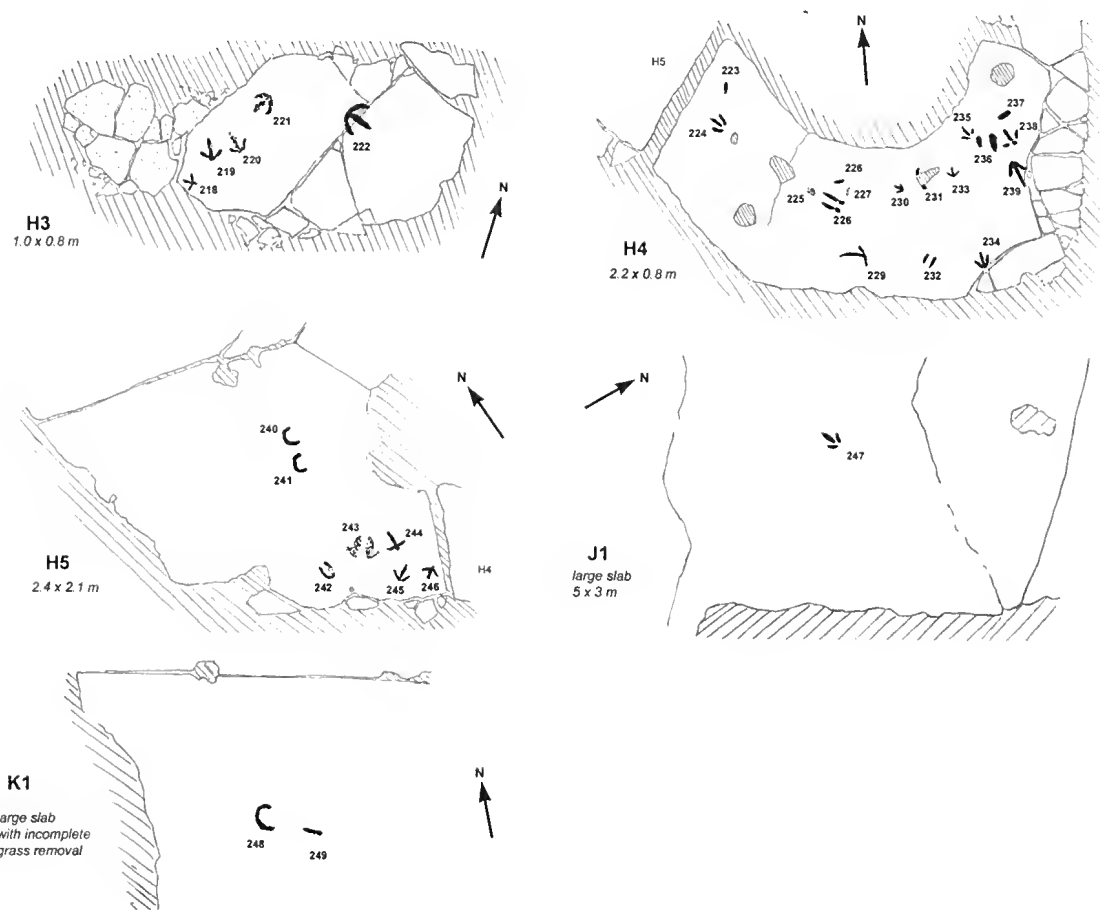 221
222
220
219
218
N
H3
1.0 x 0.8 m
H5
N
223
224
235
237
238
236
239
226
225
227
226
230
231
233
H4
2.2 x 0.8 m
229
232
234
N
240
241
243
244
H5
2.4 x 2.1 m
242
245
246
H4
N
247
J1
large slab
5 x 3 m
N
K1
arge slab
with incomplete
grass removal
248
249